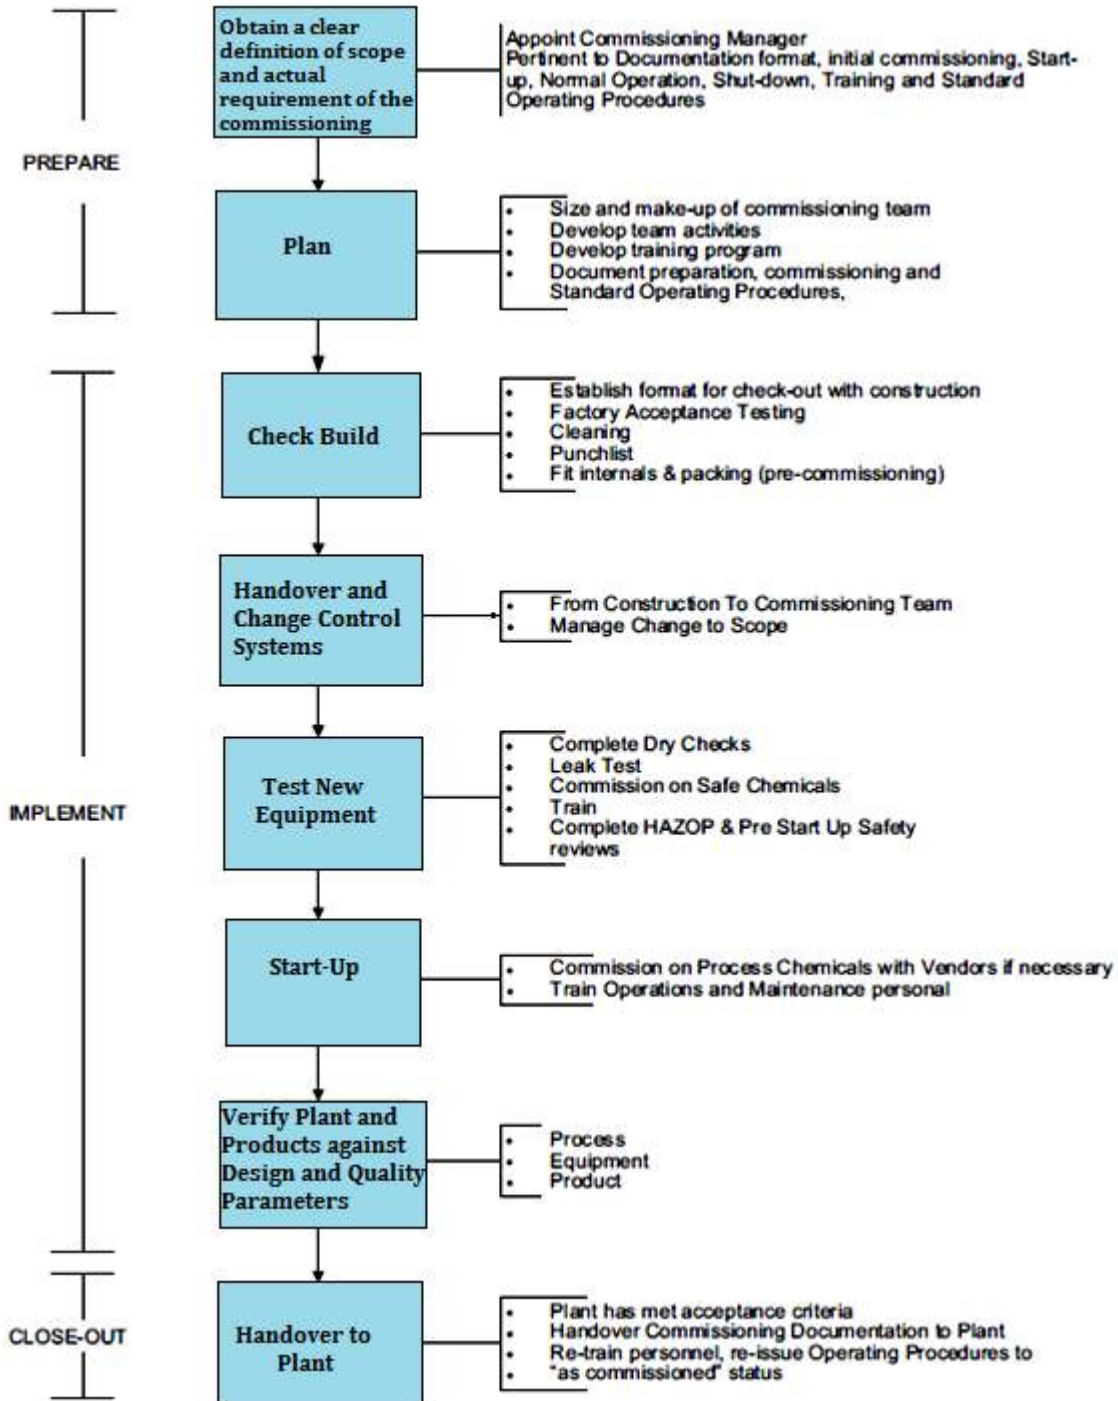 Obtain a clear
definition of scope
and actual
requirement of the
commissioning
Appoint Commissioning Manager
Pertinent to Documentation format, initial commissioning, Start-
up, Normal Operation, Shut-down, Training and Standard
Operating Procedures
PREPARE
Plan
• Size and make-up of commissioning team
• Develop team activities
• Develop training program
• Document preparation, commissioning and
Standard Operating Procedures,
Check Build
• Establish format for check-out with construction
• Factory Acceptance Testing
• Cleaning
• Punchlist
• Fit internals & packing (pre-commissioning)
Handover and
Change Control
Systems
• From Construction To Commissioning Team
• Manage Change to Scope
IMPLEMENT
Test New
Equipment
• Complete Dry Checks
• Leak Test
• Commission on Safe Chemicals
• Train
• Complete HAZOP & Pre Start Up Safety
reviews
Start-Up
• Commission on Process Chemicals with Vendors if necessary
• Train Operations and Maintenance personal
Verify Plant and
Products against
Design and Quality
Parameters
• Process
• Equipment
• Product
CLOSE-OUT
Handover to
Plant
• Plant has met acceptance criteria
• Handover Commissioning Documentation to Plant
• Re-train personnel, re-issue Operating Procedures to
• "as commissioned" status